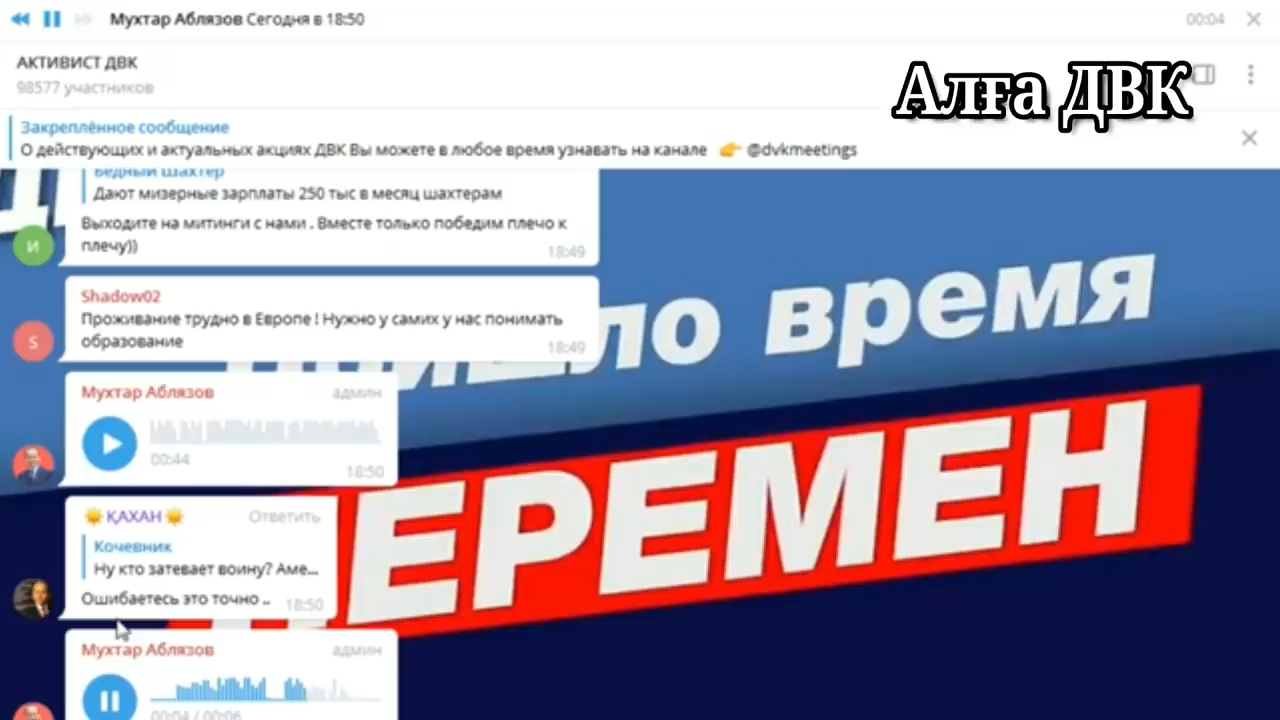 Мухтар Аблязов Сегодня в 18:50
00:04
АКТИВИСТ ДВК
98577 участников
Алға ДВК
Закреплённое сообщение
О действующих и актуальных акциях ДВК Вы можете в любое время узнавать на канале 👉 @dvkmeetings
Бедный Шахтер
Дают мизерные зарплаты 250 тыс в месяц шахтерам
Выходите на митинги с нами . Вместе только победим плечо к
плечу))
18:49
И
Shadow02
Проживание трудно в Европе ! Нужно у самих у нас понимать
образование
18:49
S
время
ПЕРЕМЕН
Мухтар Аблязов админ
00:44
18:50
☀️ҚАХАН☀️ Ответить
Кочевник
Ну кто затевает воину? Аме...
Ошибаетесь это точно ..
18:50
Мухтар Аблязов админ
00:04 / 00:06